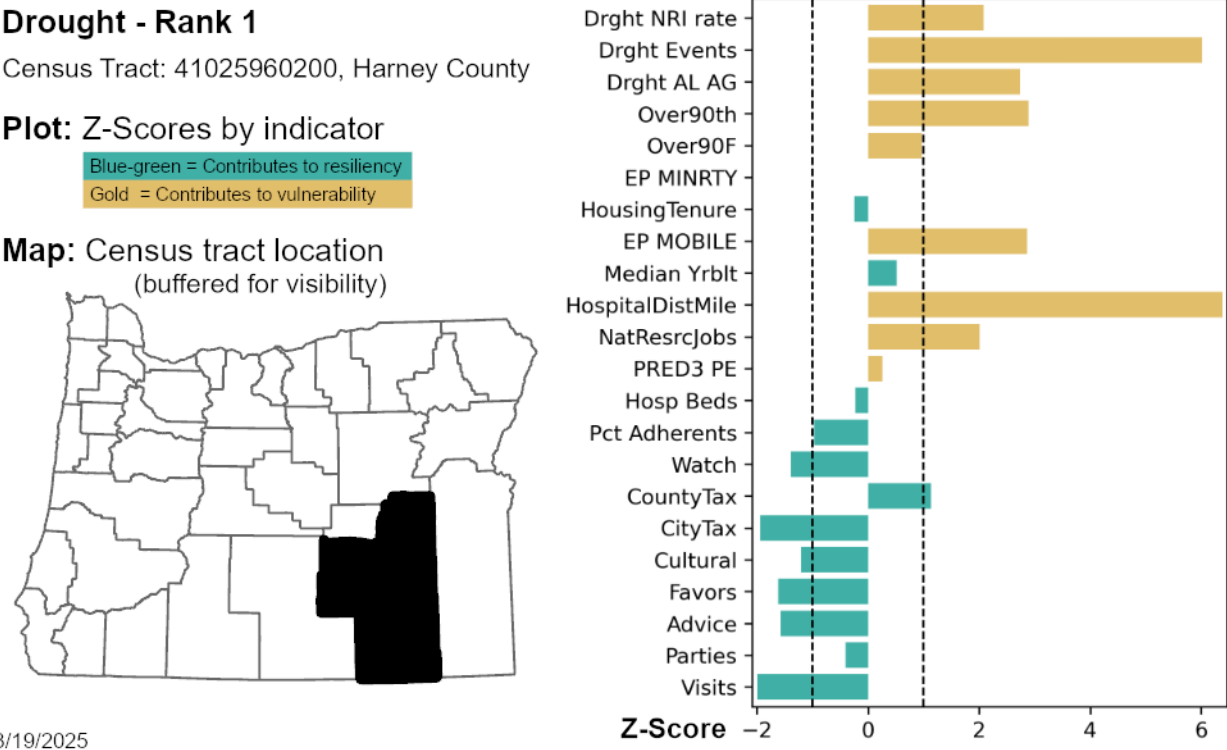 Drought - Rank 1
Census Tract: 41025960200, Harney County
Plot: Z-Scores by indicator
Blue-green = Contributes to resiliency
Gold = Contributes to vulnerability
Map: Census tract location
(buffered for visibility)
3/19/2025
Drght NRI rate
Drght Events
Drght AL AG
Over90th
Over90F
EP MINRTY
HousingTenure
EP MOBILE
Median Yrblt
HospitalDistMile
NatResrcJobs
PRED3 PE
Hosp Beds
Pct Adherents
Watch
CountyTax
CityTax
Cultural
Favors
Advice
Parties
Visits
Z-Score −2 0 2 4 6